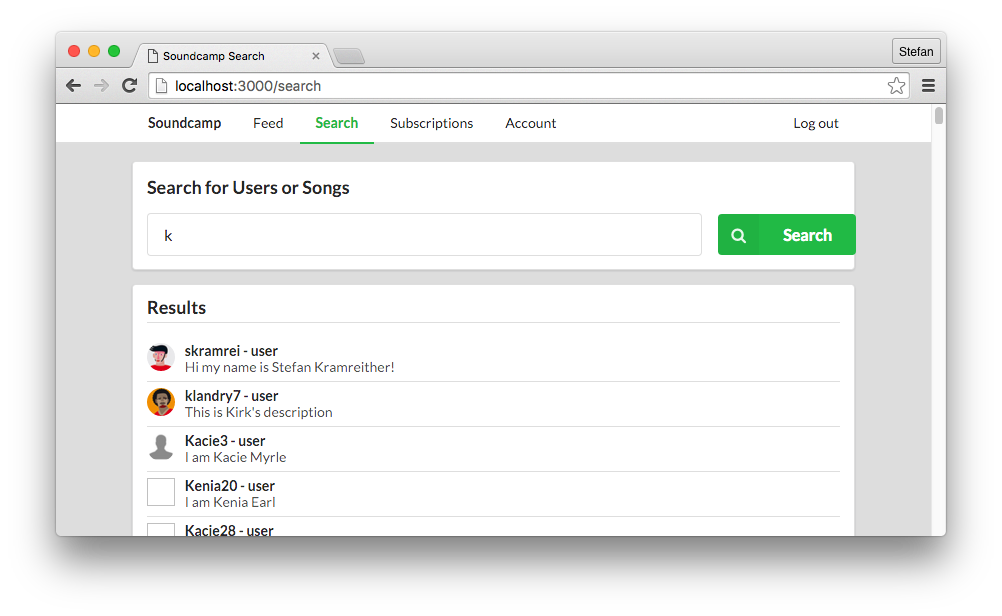 Soundcamp Search
Stefan
localhost:3000/search
Soundcamp Feed Search Subscriptions Account Log out
Search for Users or Songs
k
Search
Results
skramrei - user
Hi my name is Stefan Kramreither!
klandry7 - user
This is Kirk's description
Kacie3 - user
I am Kacie Myrle
Kenia20 - user
I am Kenia Earl
Kacie28 - user